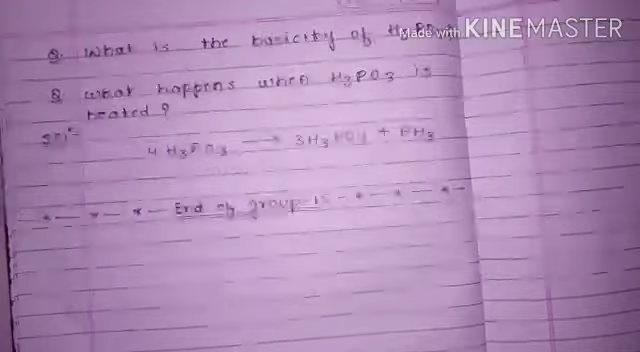 Made with KINEMASTER
Q. What is the basicity of
Q what happens when H3PO3 is
heated ?
Sol:-
4 H3PO3 → 3H3PO4 + PH3
End of group 15